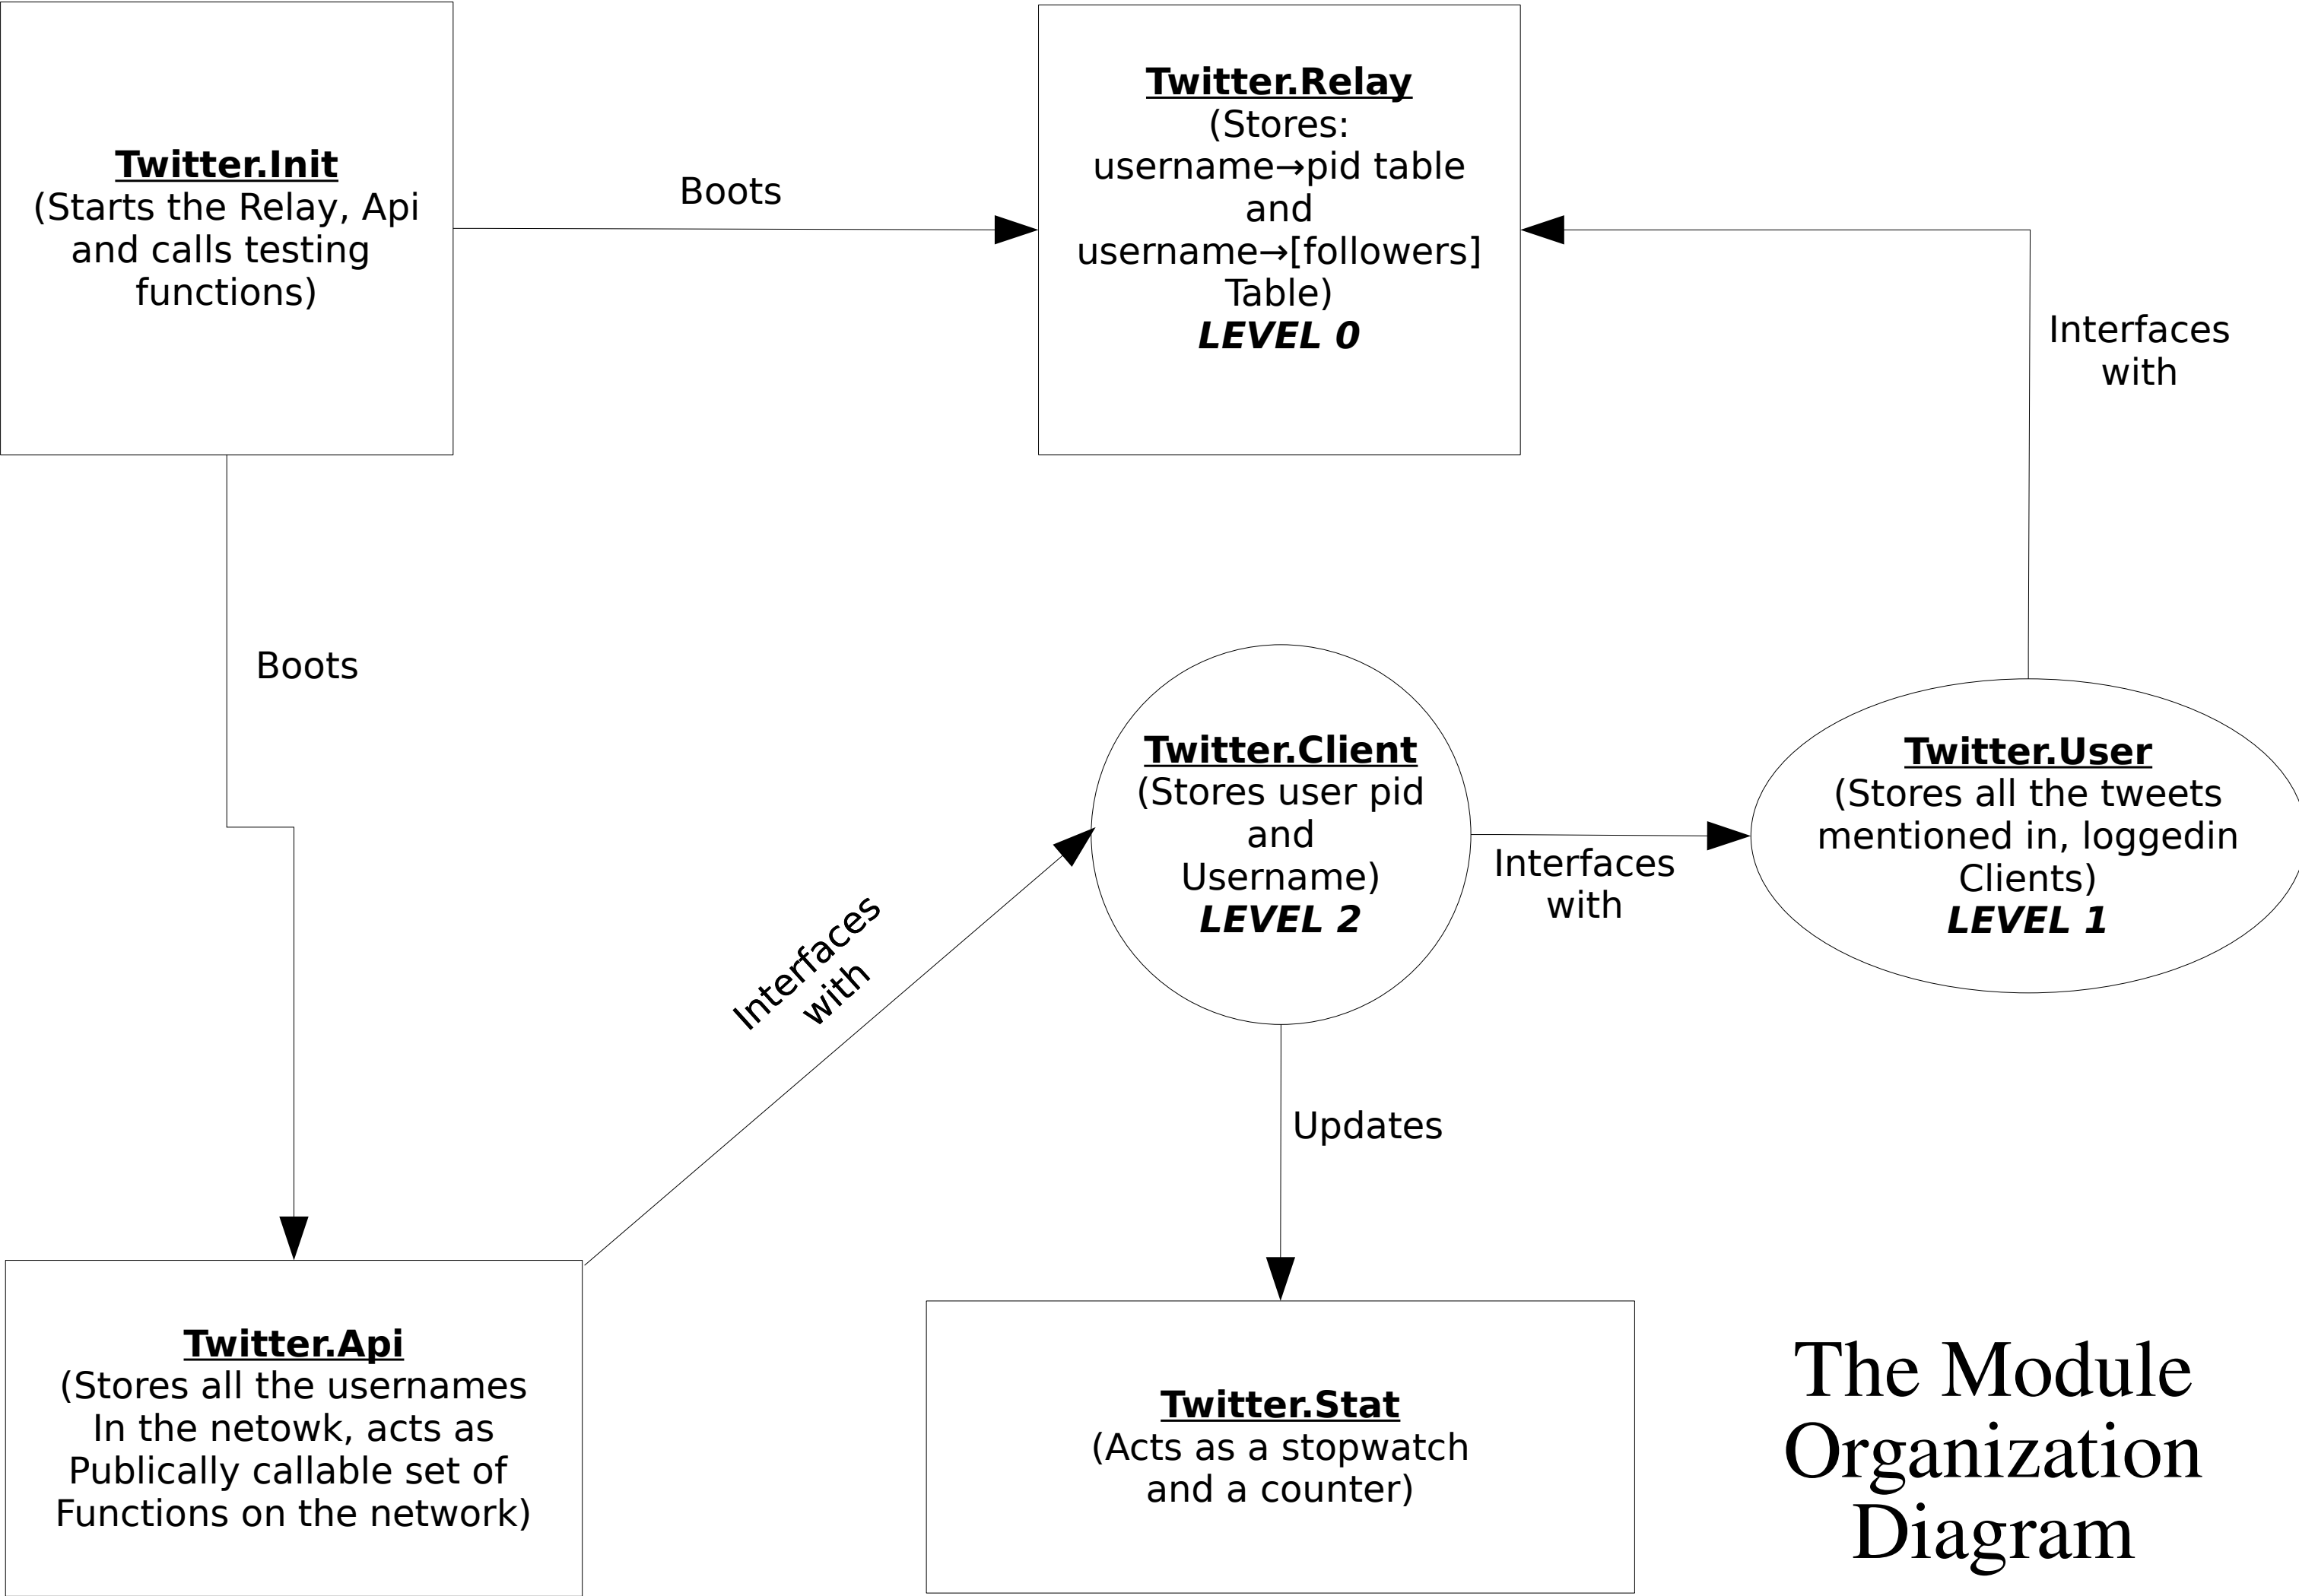 Twitter.Init
(Starts the Relay, Api
and calls testing
functions)
Boots
Twitter.Relay
(Stores:
username→pid table
and
username→[followers]
Table)
LEVEL 0
Interfaces
with
Boots
Twitter.Client
(Stores user pid
and
Username)
LEVEL 2
Interfaces
with
Twitter.User
(Stores all the tweets
mentioned in, loggedin
Clients)
LEVEL 1
Interfaces
with
Updates
Twitter.Api
(Stores all the usernames
In the netowk, acts as
Publically callable set of
Functions on the network)
Twitter.Stat
(Acts as a stopwatch
and a counter)
The Module
Organization
Diagram